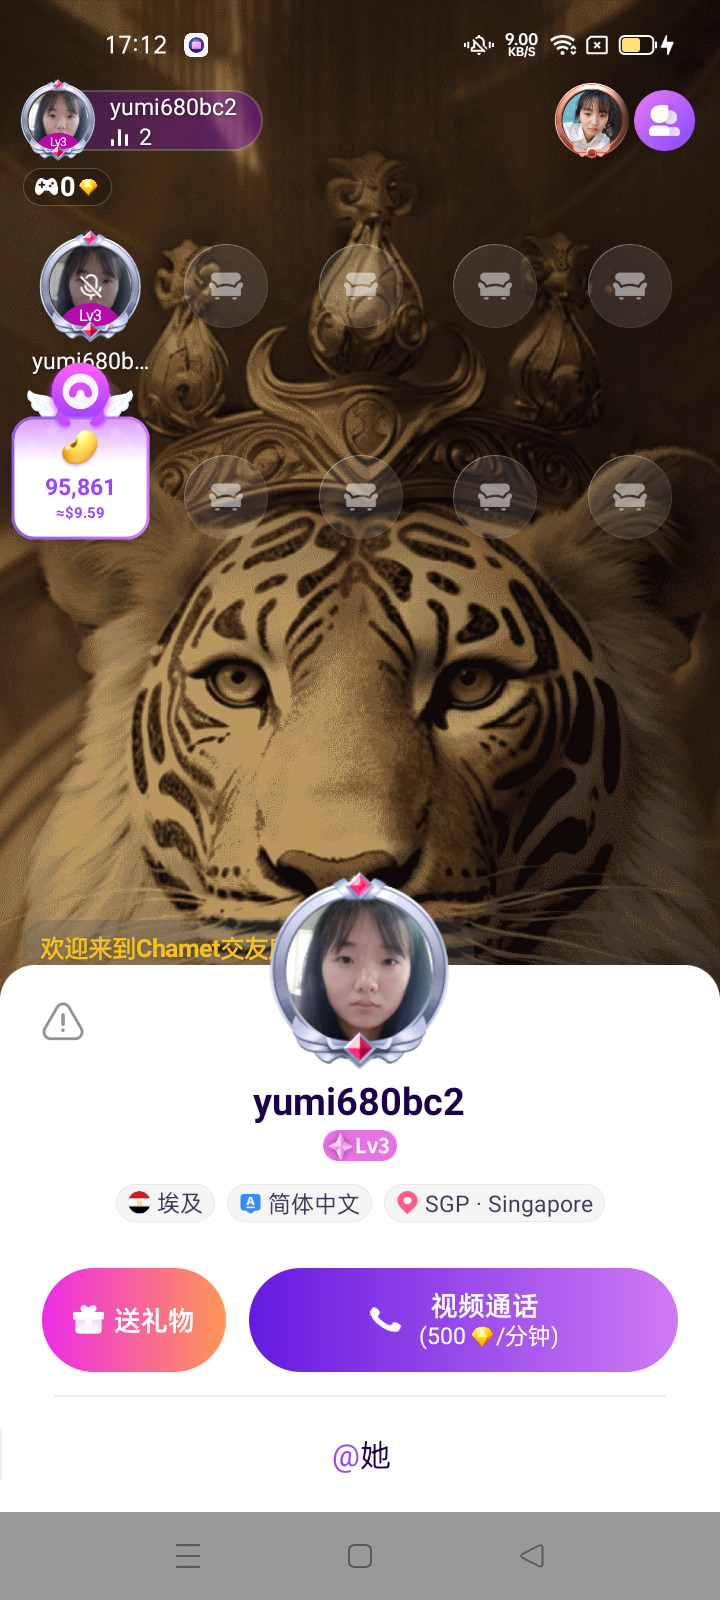 17:12
9.00
KB/S
yumi680bc2
2
Lv3
0
Lv3
yumi680b...
95,861
≈$9.59
欢迎来到Chamet交友
yumi680bc2
Lv3
埃及
简体中文
SGP · Singapore
送礼物
视频通话
(500 /分钟)
@她